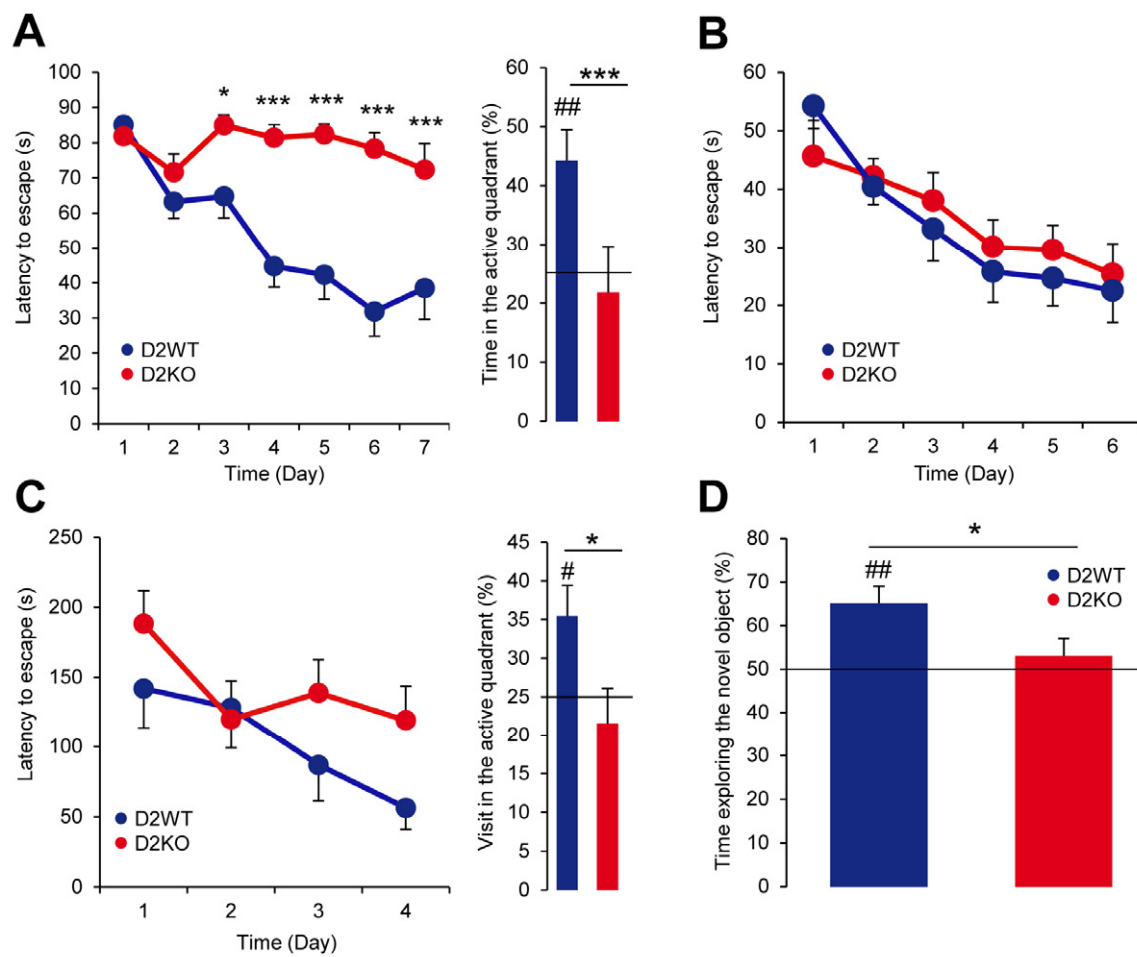 A
Latency to escape (s)
100
90
80
70
60
50
40
30
20
10
0
* *** *** *** ***
D2WT
D2KO
1 2 3 4 5 6 7
Time (Day)
Time in the active quadrant (%)
60
50
40
30
20
10
0
***
##
B
Latency to escape (s)
60
50
40
30
20
10
0
D2WT
D2KO
1 2 3 4 5 6
Time (Day)
C
Latency to escape (s)
250
200
150
100
50
0
D2WT
D2KO
1 2 3 4
Time (Day)
Visit in the active quadrant (%)
45
40
35
30
25
20
15
10
5
0
*
#
D
Time exploring the novel object (%)
80
70
60
50
40
30
20
10
0
*
##
D2WT
D2KO